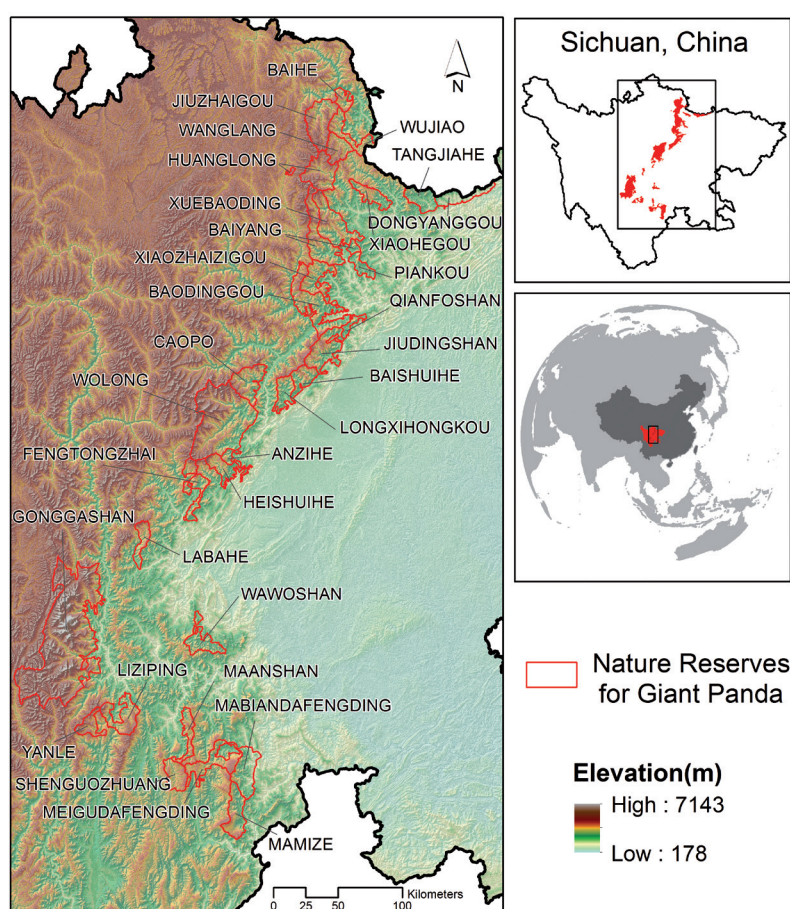 BAIHE
JIUZHAIGOU
WANGLANG
HUANGLONG
WUJIAO
TANGJIAHE
N
XUEBAODING
BAIYANG
XIAOZHAIZIGOU
BAODINGGOU
DONGYANGGOU
XIAOHEGOU
PIANKOU
QIANFOSHAN
CAOPO
WOLONG
JIUDINGSHAN
BAISHUIHE
LONGXIHONGKOU
FENGTONGZHAI
ANZIHE
HEISHUIHE
GONGGASHAN
LABAHE
WAWOSHAN
LIZIPING
MAANSHAN
MABIANDAFENGDING
YANLE
SHENGUOZHUANG
MEIGUDAFENGDING
MAMIZE
Kilometers
0 25 50 100
Sichuan, China
Nature Reserves
for Giant Panda
Elevation(m)
High : 7143
Low : 178